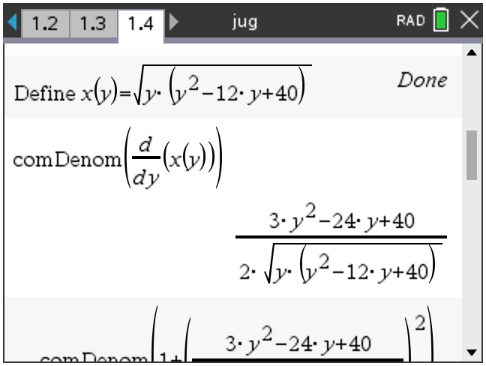 1.2 1.3 1.4 jug RAD
Define x(y)=√(y·(y²−12·y+40))
Done
comDenom(d/dy(x(y)))
3·y²−24·y+40
2·√(y·(y²−12·y+40))
comDenom(1+(3·y²−24·y+40)²)